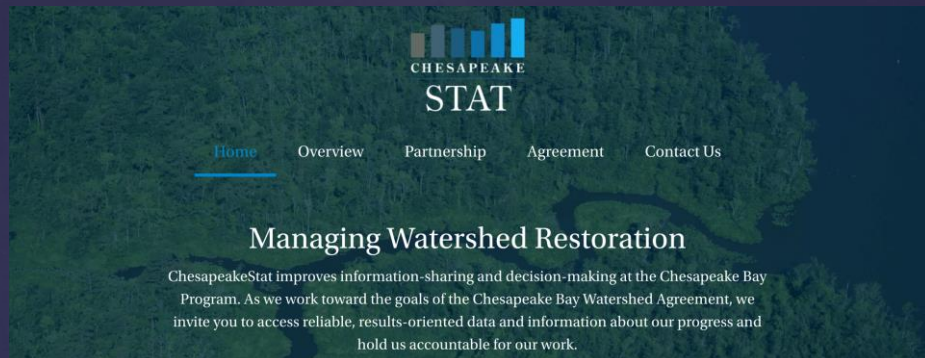 CHESAPEAKE
STAT
Home Overview Partnership Agreement Contact Us
Managing Watershed Restoration
ChesapeakeStat improves information-sharing and decision-making at the Chesapeake Bay
Program. As we work toward the goals of the Chesapeake Bay Watershed Agreement, we
invite you to access reliable, results-oriented data and information about our progress and
hold us accountable for our work.